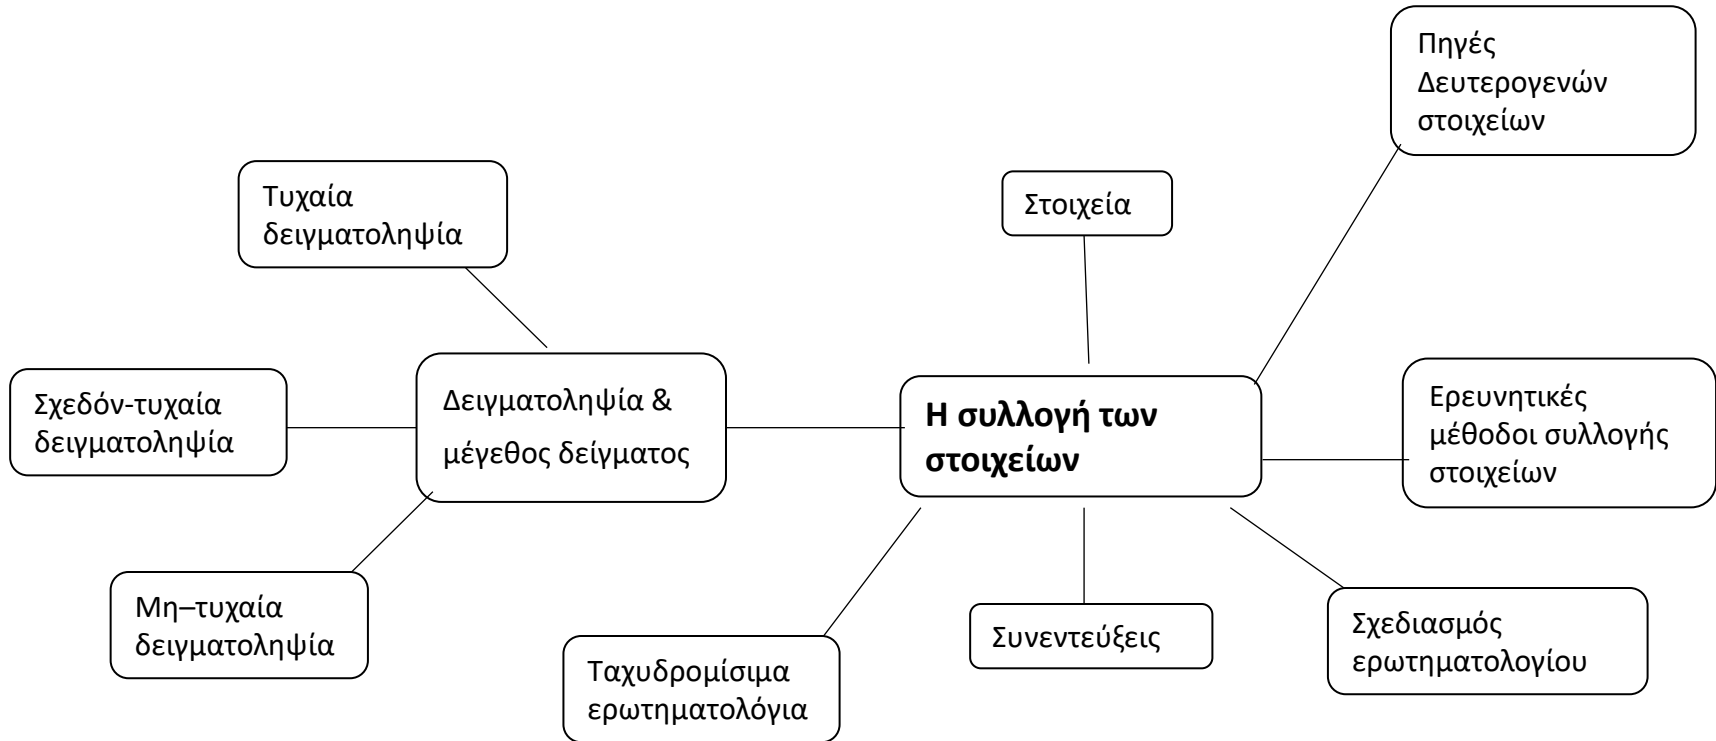 Πηγές
Δευτερογενών
στοιχείων
Τυχαία
δειγματοληψία
Στοιχεία
Σχεδόν-τυχαία
δειγματοληψία
Δειγματοληψία &
μέγεθος δείγματος
Η συλλογή των
στοιχείων
Ερευνητικές
μέθοδοι συλλογής
στοιχείων
Μη–τυχαία
δειγματοληψία
Ταχυδρομίσιμα
ερωτηματολόγια
Συνεντεύξεις
Σχεδιασμός
ερωτηματολογίου